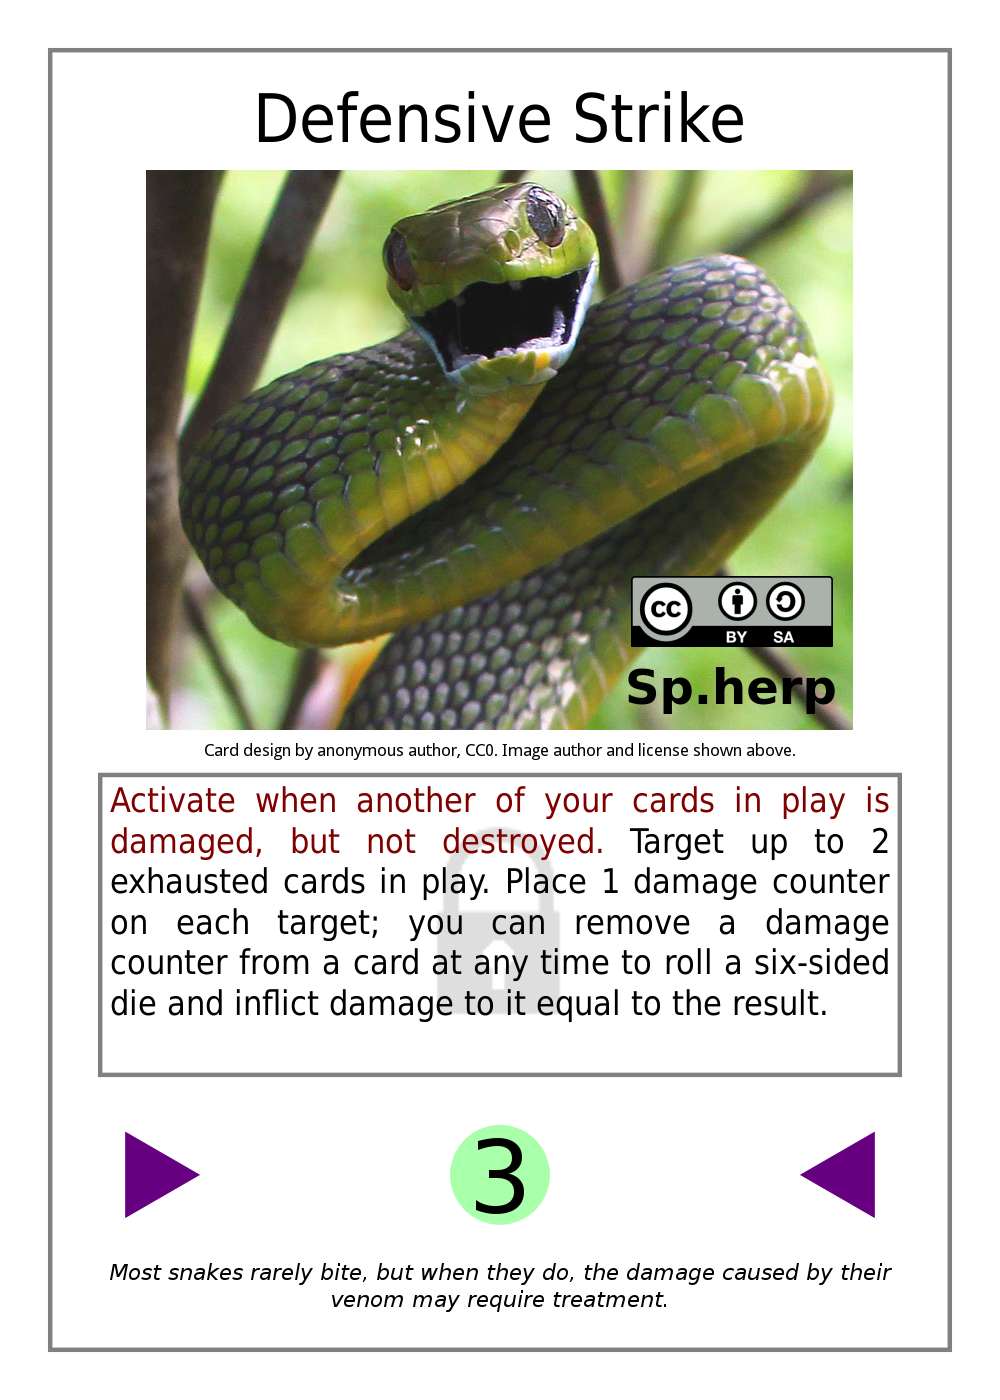 Defensive Strike
cc
BY SA
Sp.herp
Card design by anonymous author, CC0. Image author and license shown above.
Activate when another of your cards in play is
damaged, but not destroyed. Target up to 2
exhausted cards in play. Place 1 damage counter
on each target; you can remove a damage
counter from a card at any time to roll a six-sided
die and inflict damage to it equal to the result.
3
Most snakes rarely bite, but when they do, the damage caused by their
venom may require treatment.